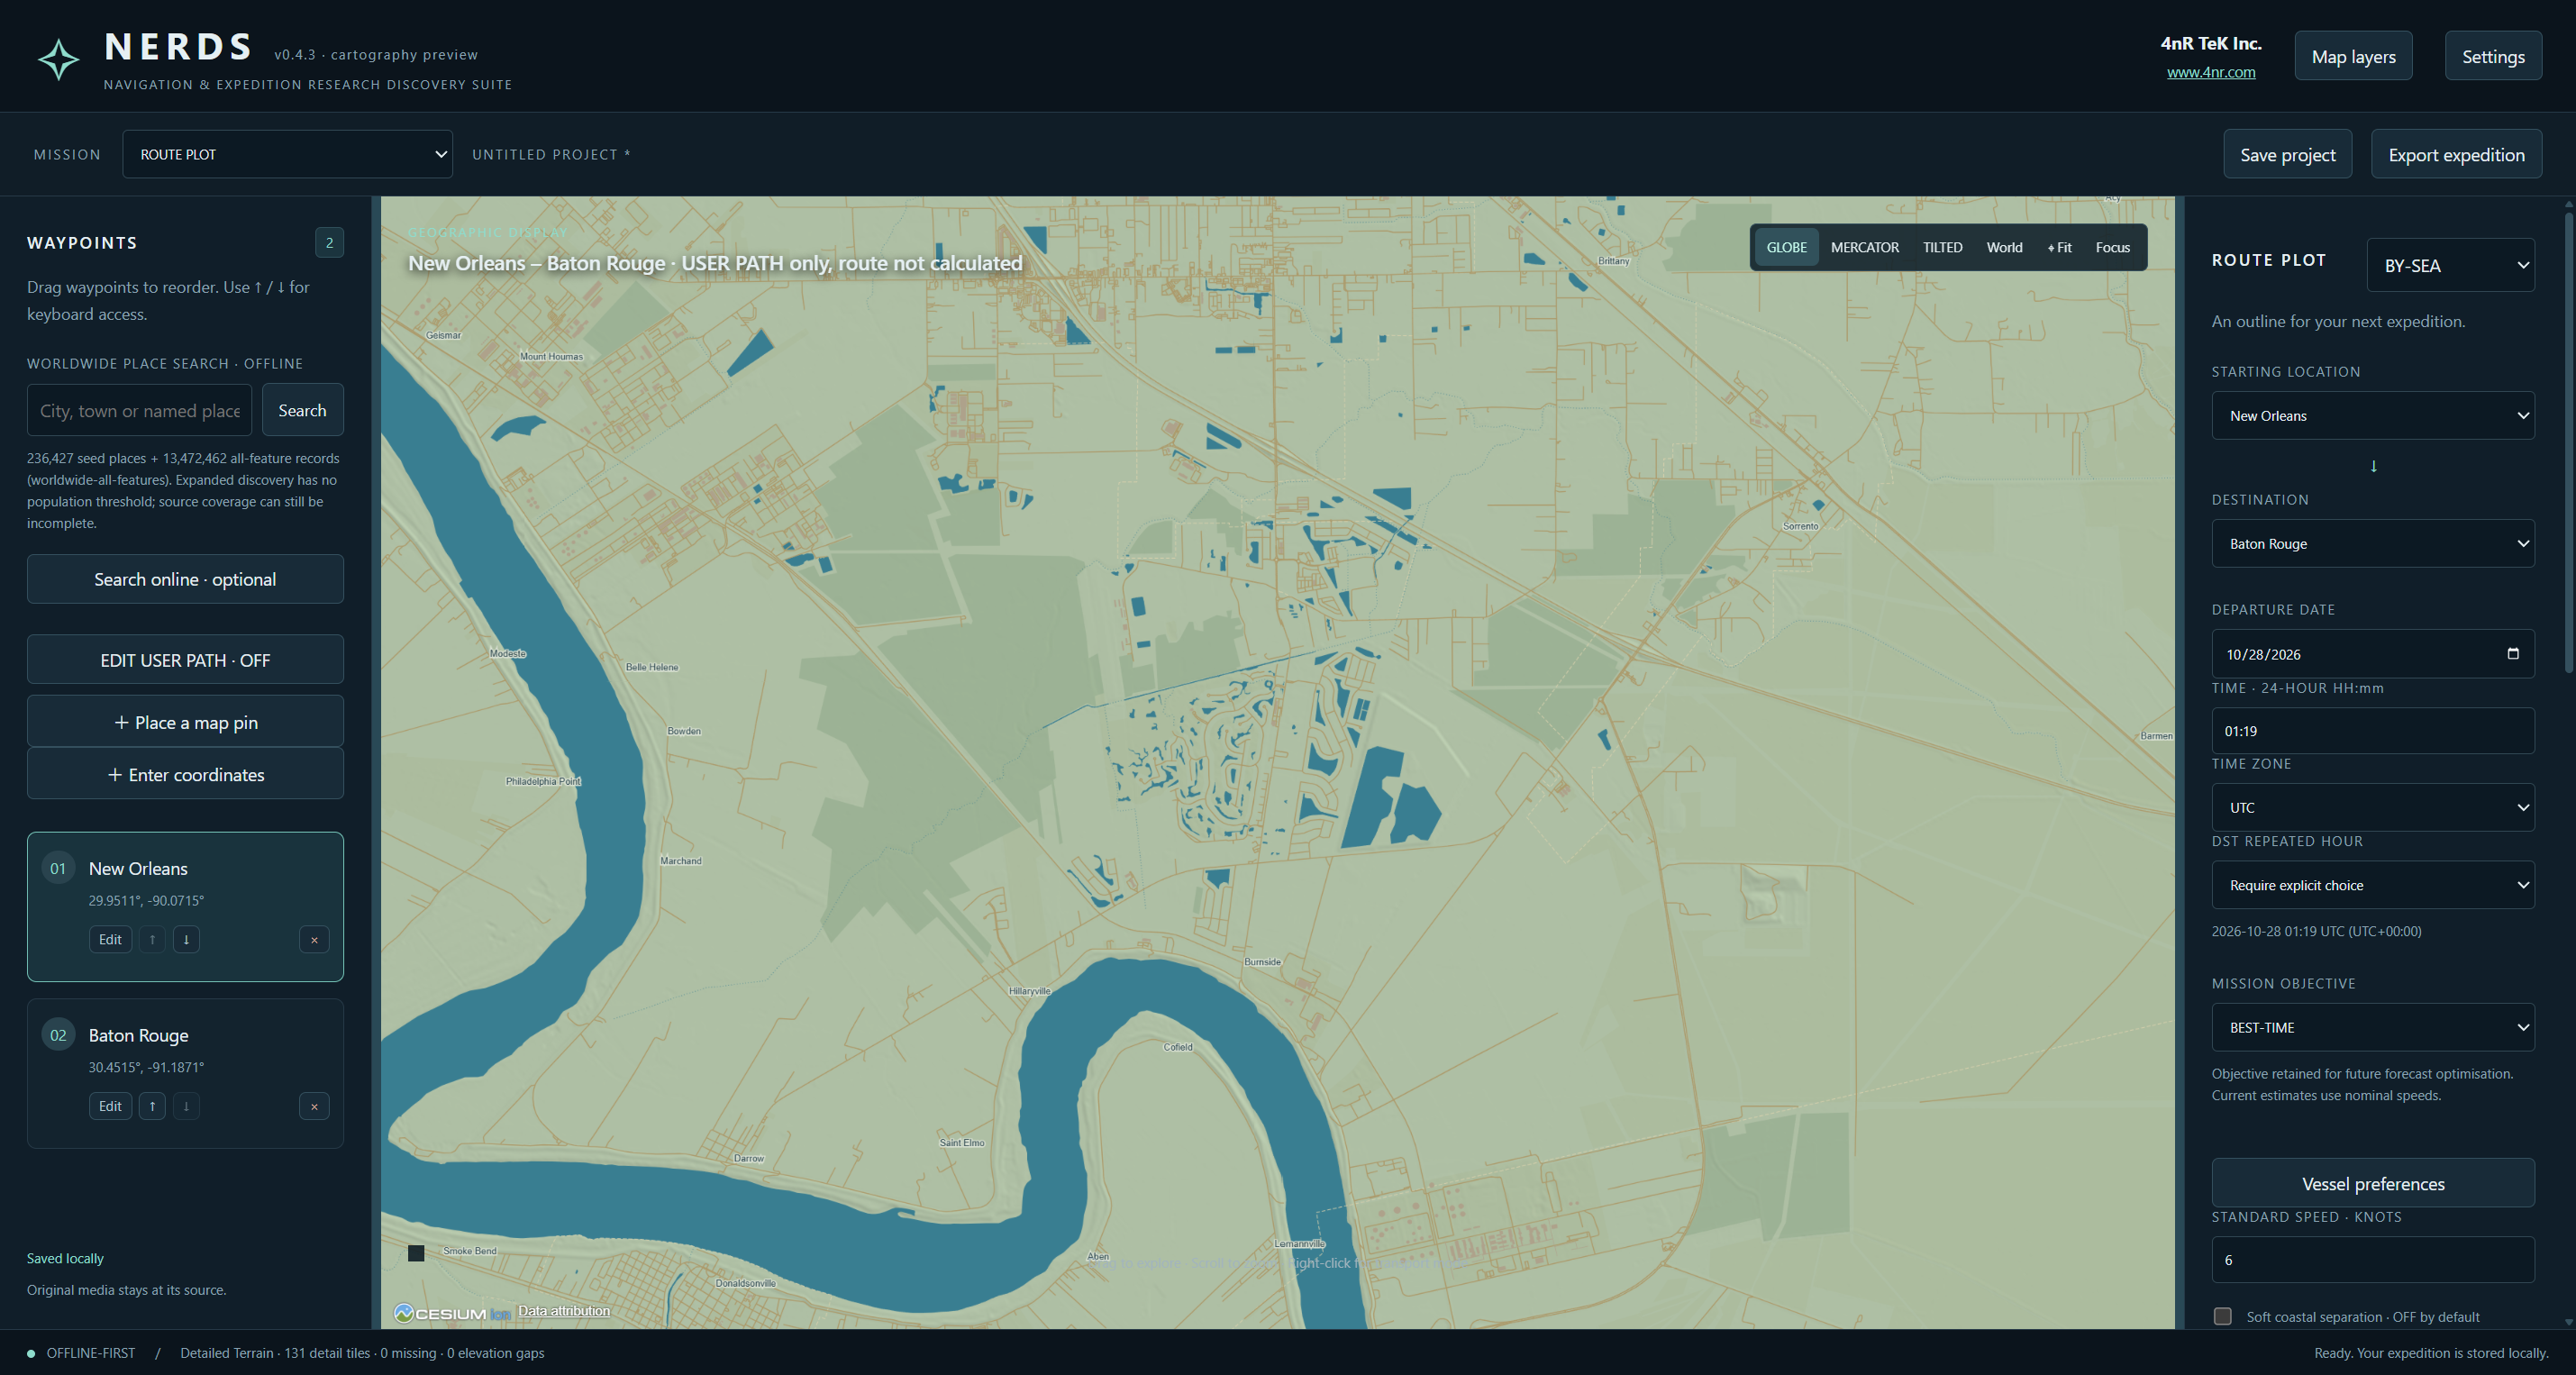 NERDS v0.4.3 · cartography preview
NAVIGATION & EXPEDITION RESEARCH DISCOVERY SUITE
4nR TeK Inc.
www.4nr.com
Map layers
Settings
MISSION
ROUTE PLOT
UNTITLED PROJECT *
Save project
Export expedition
WAYPOINTS
2
Drag waypoints to reorder. Use ↑ / ↓ for
keyboard access.
WORLDWIDE PLACE SEARCH · OFFLINE
City, town or named place
Search
236,427 seed places + 13,472,462 all-feature records
(worldwide-all-features). Expanded discovery has no
population threshold; source coverage can still be
incomplete.
Search online · optional
EDIT USER PATH · OFF
+ Place a map pin
+ Enter coordinates
01
New Orleans
29.9511°, -90.0715°
Edit
↑
↓
×
02
Baton Rouge
30.4515°, -91.1871°
Edit
↑
↓
×
Saved locally
Original media stays at its source.
GEOGRAPHIC DISPLAY
New Orleans – Baton Rouge · USER PATH only, route not calculated
GLOBE
MERCATOR
TILTED
World
⌖ Fit
Focus
Brittany
Geismar
Mount Houmas
Sorrento
Modeste
Belle Helene
Bowden
Barmen
Philadelphia Point
Marchand
Burnside
Hillaryville
Cofield
Saint Elmo
Darrow
Lemannville
Smoke Bend
Aben
Donaldsonville
right-click
CESIUM ion
Data attribution
ROUTE PLOT
BY-SEA
An outline for your next expedition.
STARTING LOCATION
New Orleans
↓
DESTINATION
Baton Rouge
DEPARTURE DATE
10/28/2026
TIME · 24-HOUR HH:mm
01:19
TIME ZONE
UTC
DST REPEATED HOUR
Require explicit choice
2026-10-28 01:19 UTC (UTC+00:00)
MISSION OBJECTIVE
BEST-TIME
Objective retained for future forecast optimisation.
Current estimates use nominal speeds.
Vessel preferences
STANDARD SPEED · KNOTS
6
Soft coastal separation · OFF by default
OFFLINE-FIRST / Detailed Terrain · 131 detail tiles · 0 missing · 0 elevation gaps
Ready. Your expedition is stored locally.